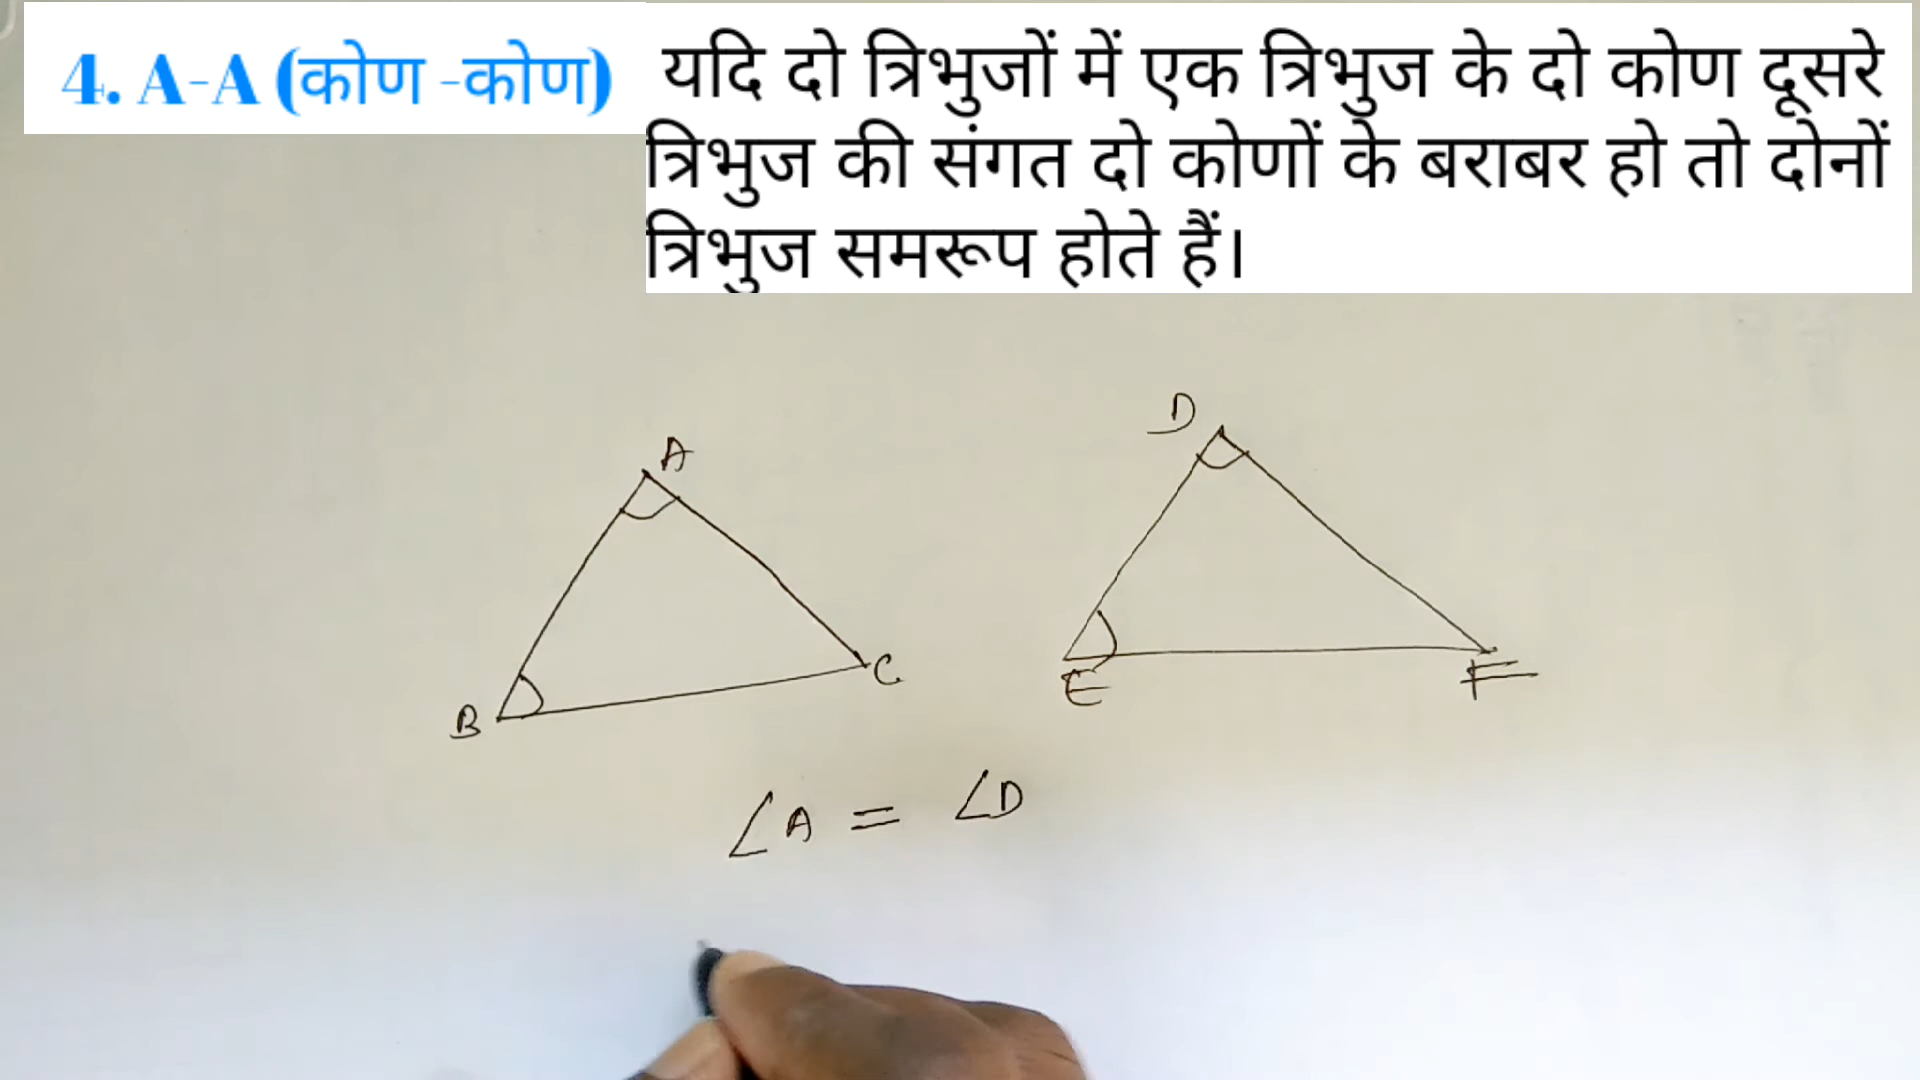 4. A-A (कोण -कोण)
यदि दो त्रिभुजों में एक त्रिभुज के दो कोण दूसरे
त्रिभुज की संगत दो कोणों के बराबर हो तो दोनों
त्रिभुज समरूप होते हैं।
D
A
C
E
F
B
∠A = ∠D